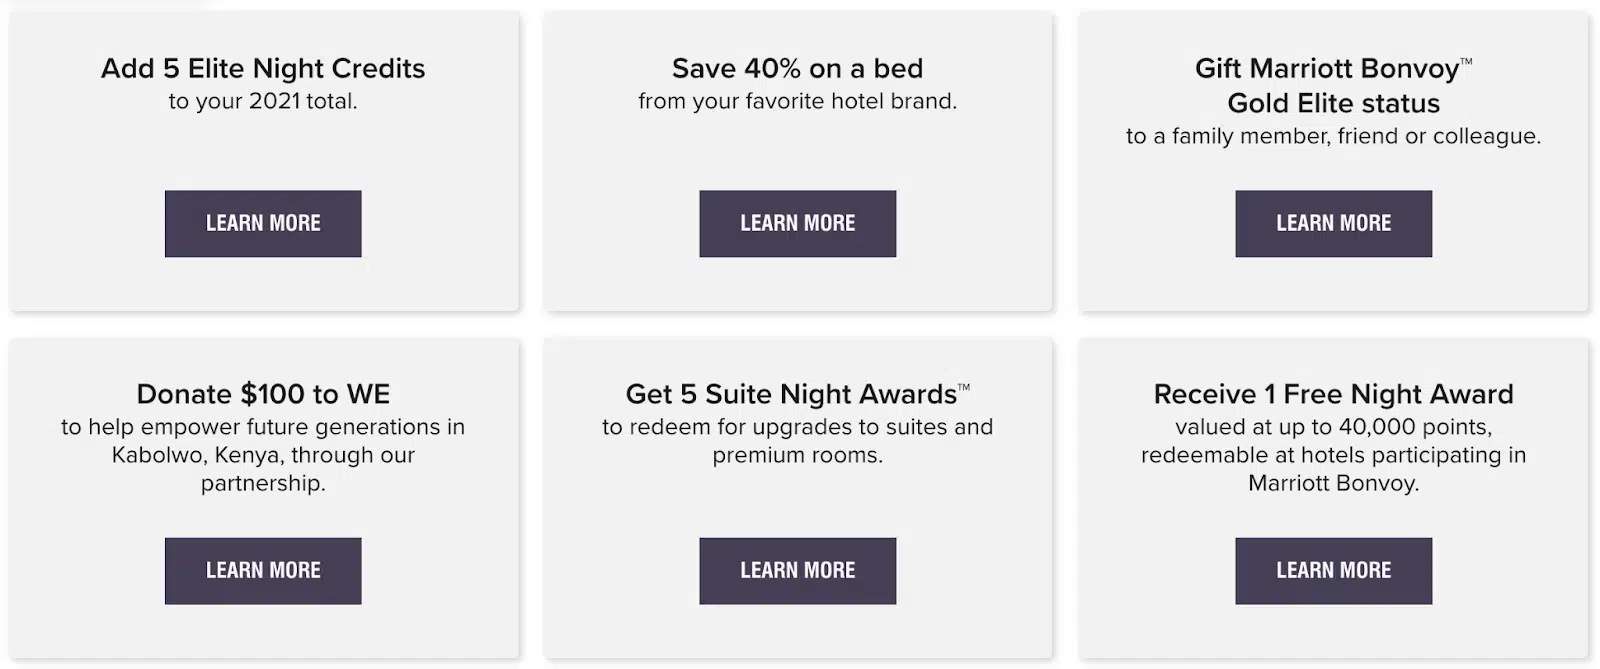 Add 5 Elite Night Credits
to your 2021 total.
LEARN MORE
Save 40% on a bed
from your favorite hotel brand.
LEARN MORE
Gift Marriott Bonvoy™
Gold Elite status
to a family member, friend or colleague.
LEARN MORE
Donate $100 to WE
to help empower future generations in
Kabolwo, Kenya, through our
partnership.
LEARN MORE
Get 5 Suite Night Awards™
to redeem for upgrades to suites and
premium rooms.
LEARN MORE
Receive 1 Free Night Award
valued at up to 40,000 points,
redeemable at hotels participating in
Marriott Bonvoy.
LEARN MORE